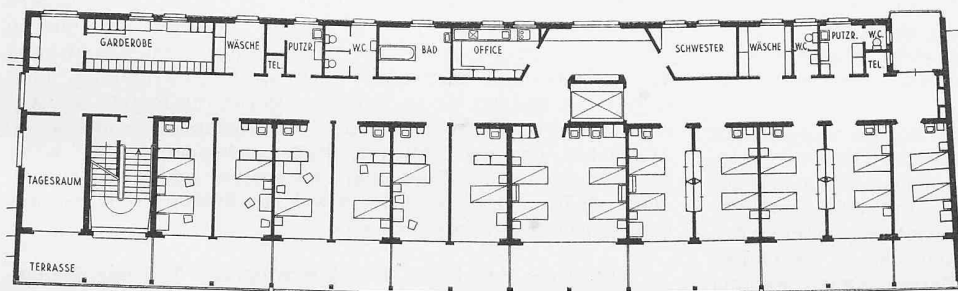 GARDEROBE
WÄSCHE
TEL
PUTZR.
W.C.
BAD
OFFICE
SCHWESTER
WÄSCHE
W.C.
PUTZR.
W.C.
TEL
TAGESRAUM
TERRASSE